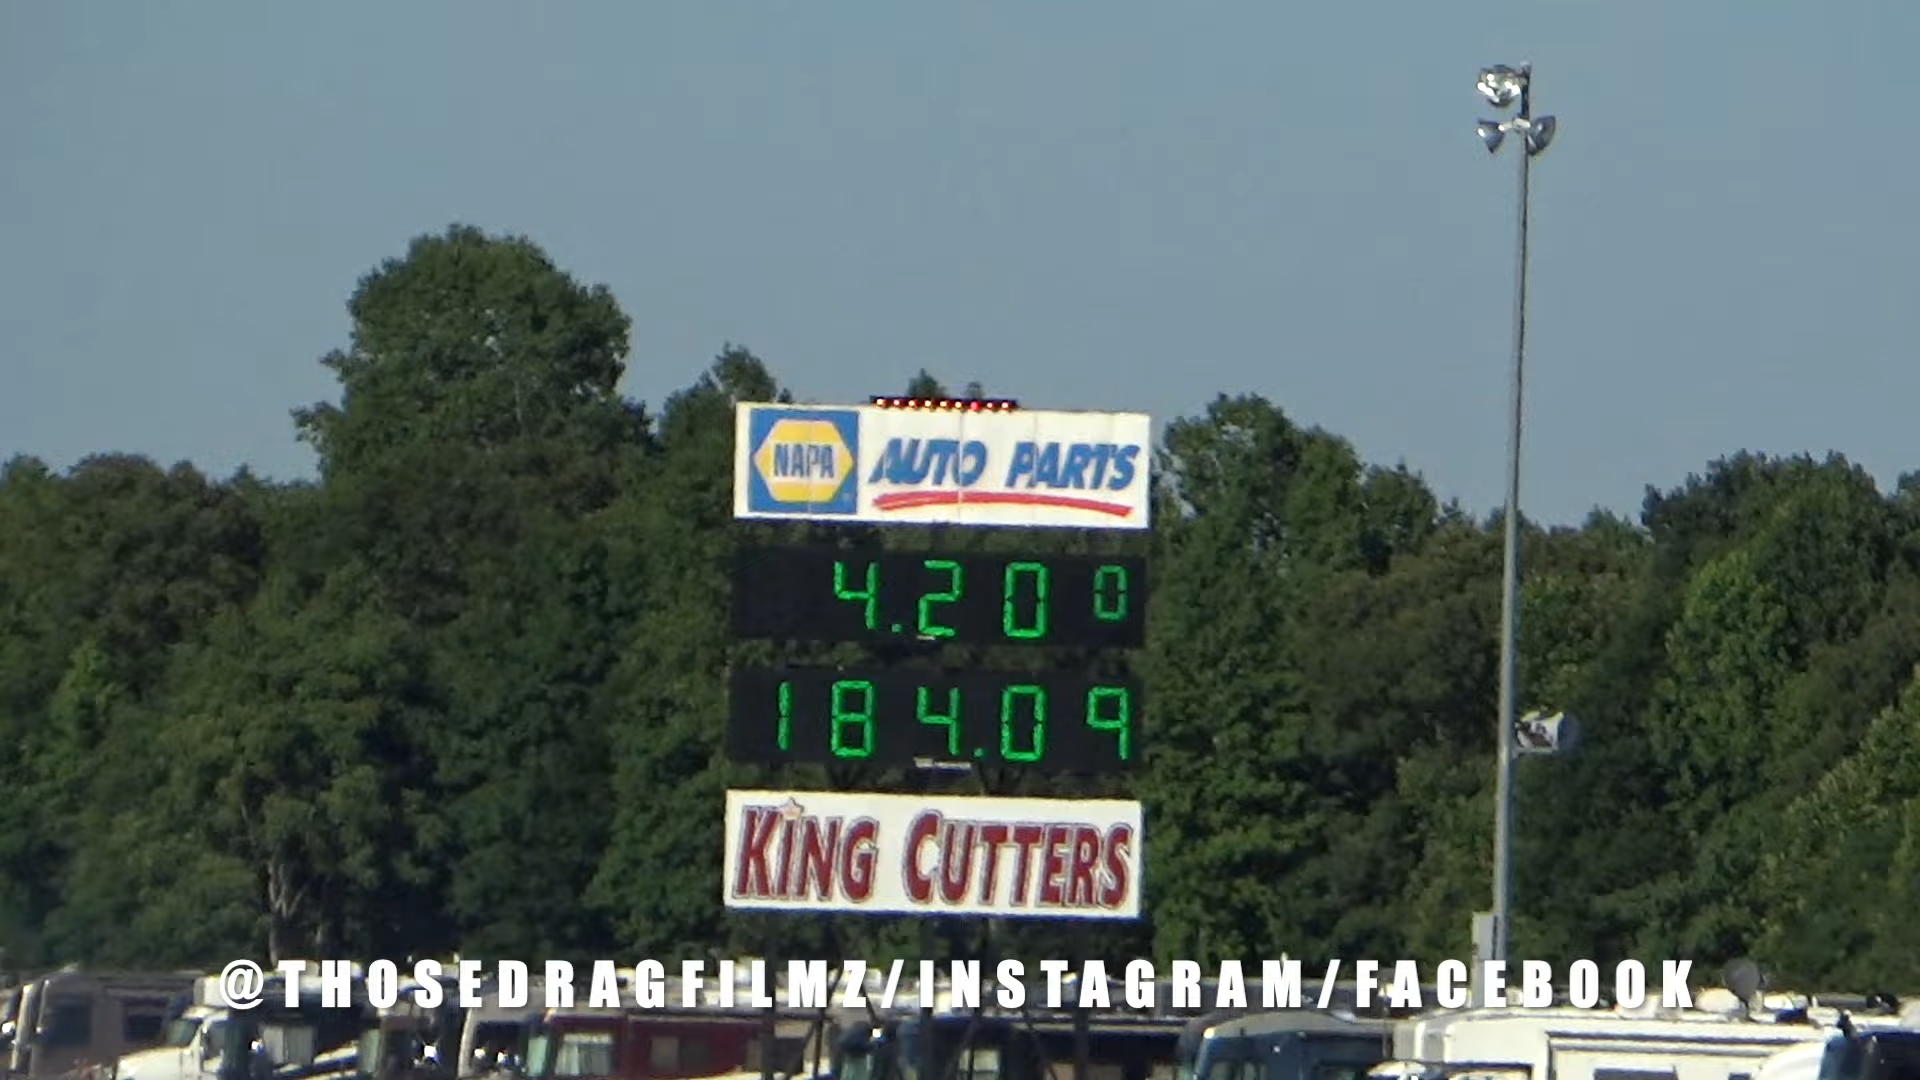 NAPA AUTO PARTS
4.200
184.09
KING CUTTERS
@THOSEDRAGFILMZ/INSTAGRAM/FACEBOOK